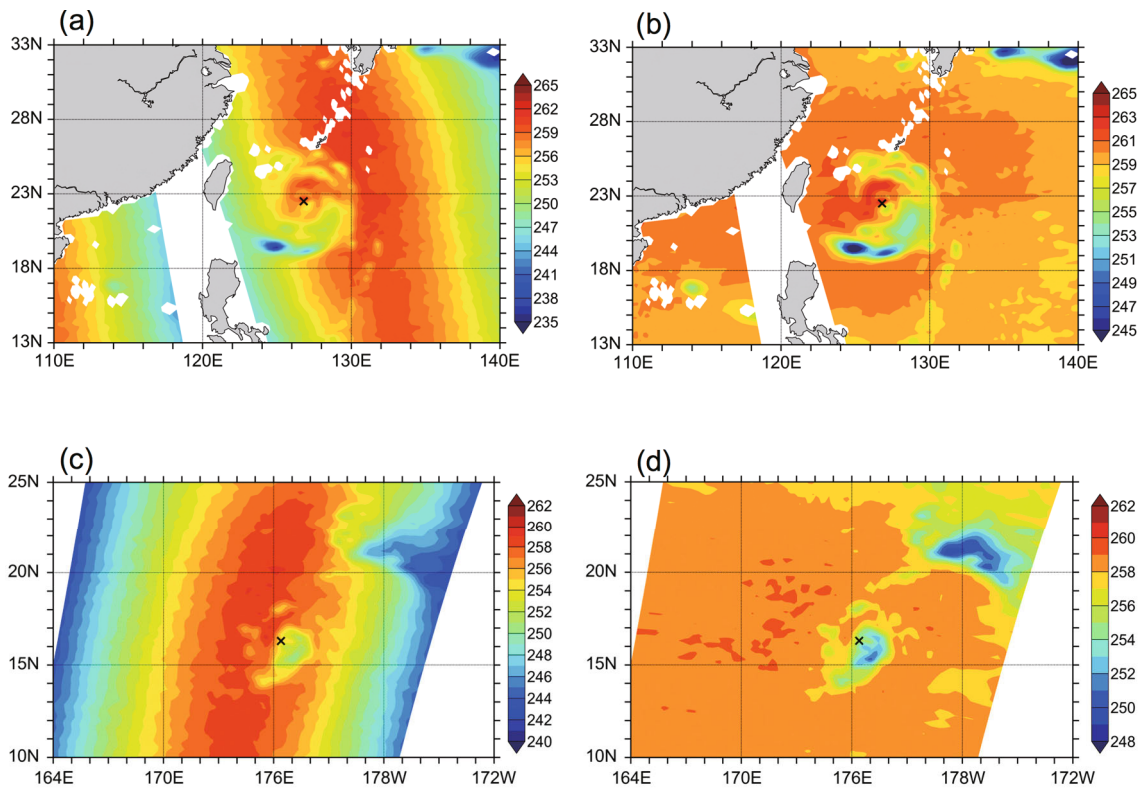 (a)
33N
28N
23N
18N
13N
110E 120E 130E 140E
265
262
259
256
253
250
247
244
241
238
235
(b)
33N
28N
23N
18N
13N
110E 120E 130E 140E
265
263
261
259
257
255
253
251
249
247
245
(c)
25N
20N
15N
10N
164E 170E 176E 178W 172W
262
260
258
256
254
252
250
248
246
244
242
240
(d)
25N
20N
15N
10N
164E 170E 176E 178W 172W
262
260
258
256
254
252
250
248